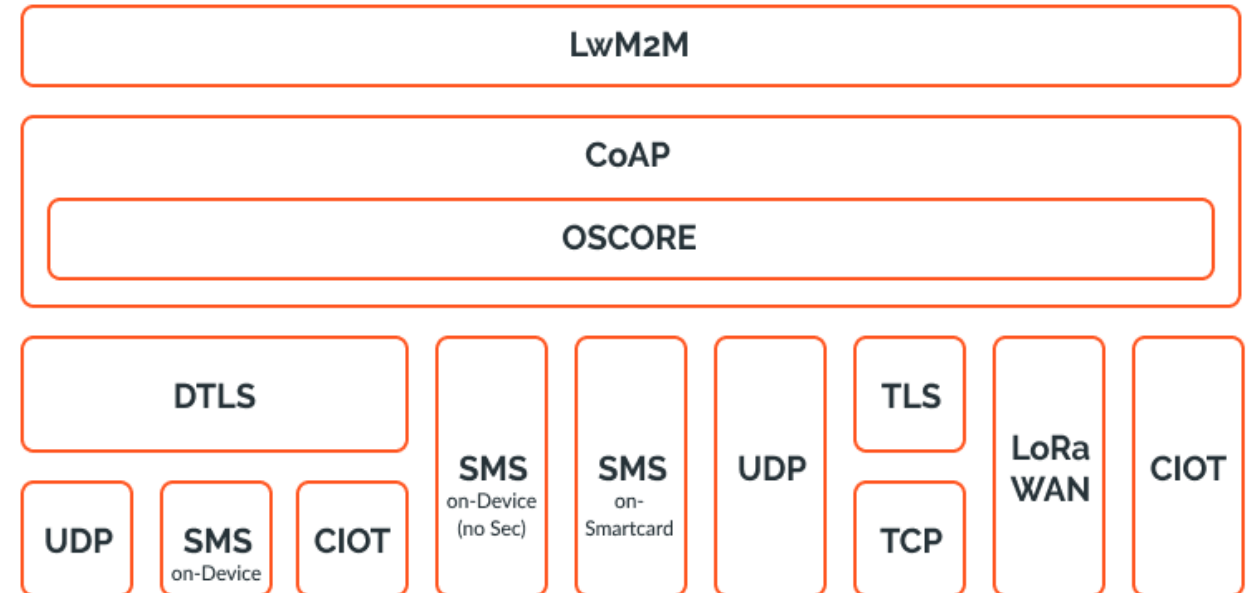 LwM2M
CoAP
OSCORE
DTLS
UDP
SMS
on-Device
CIOT
SMS
on-Device
(no Sec)
SMS
on-
Smartcard
UDP
TLS
TCP
LoRa
WAN
CIOT